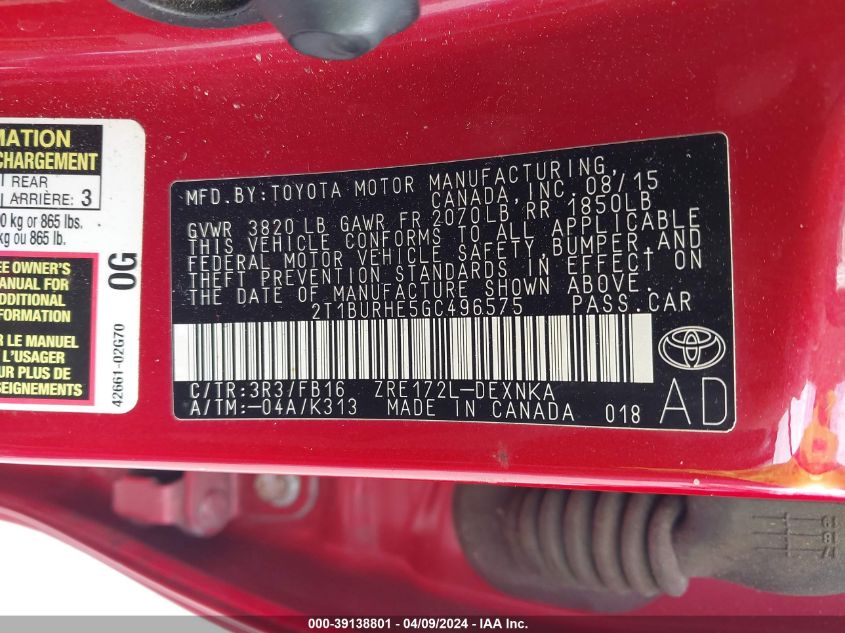 MATION
CHARGEMENT
REAR
ARRIÈRE: 3
0 kg or 865 lbs.
kg ou 865 lb.
EE OWNER'S
MANUAL FOR
ADDITIONAL
NFORMATION
R LE MANUEL
L'USAGER
UR PLUS DE
SEIGNEMENTS
0G
42661-02G70
MFD.BY:TOYOTA MOTOR MANUFACTURING,
CANADA,INC. 08/15
GVWR 3820LB GAWR FR 2070LB RR 1850LB
THIS VEHICLE CONFORMS TO ALL APPLICABLE
FEDERAL MOTOR VEHICLE SAFETY,BUMPER,AND
THEFT PREVENTION STANDARDS IN EFFECT ON
THE DATE OF MANUFACTURE SHOWN ABOVE.
2T1BURHE5GC496575 PASS.CAR
C/TR:3R3/FB16 ZRE172L-DEXNKA
A/TM:-04A/K313 MADE IN CANADA 018
AD
000-39138801 - 04/09/2024 - IAA Inc.